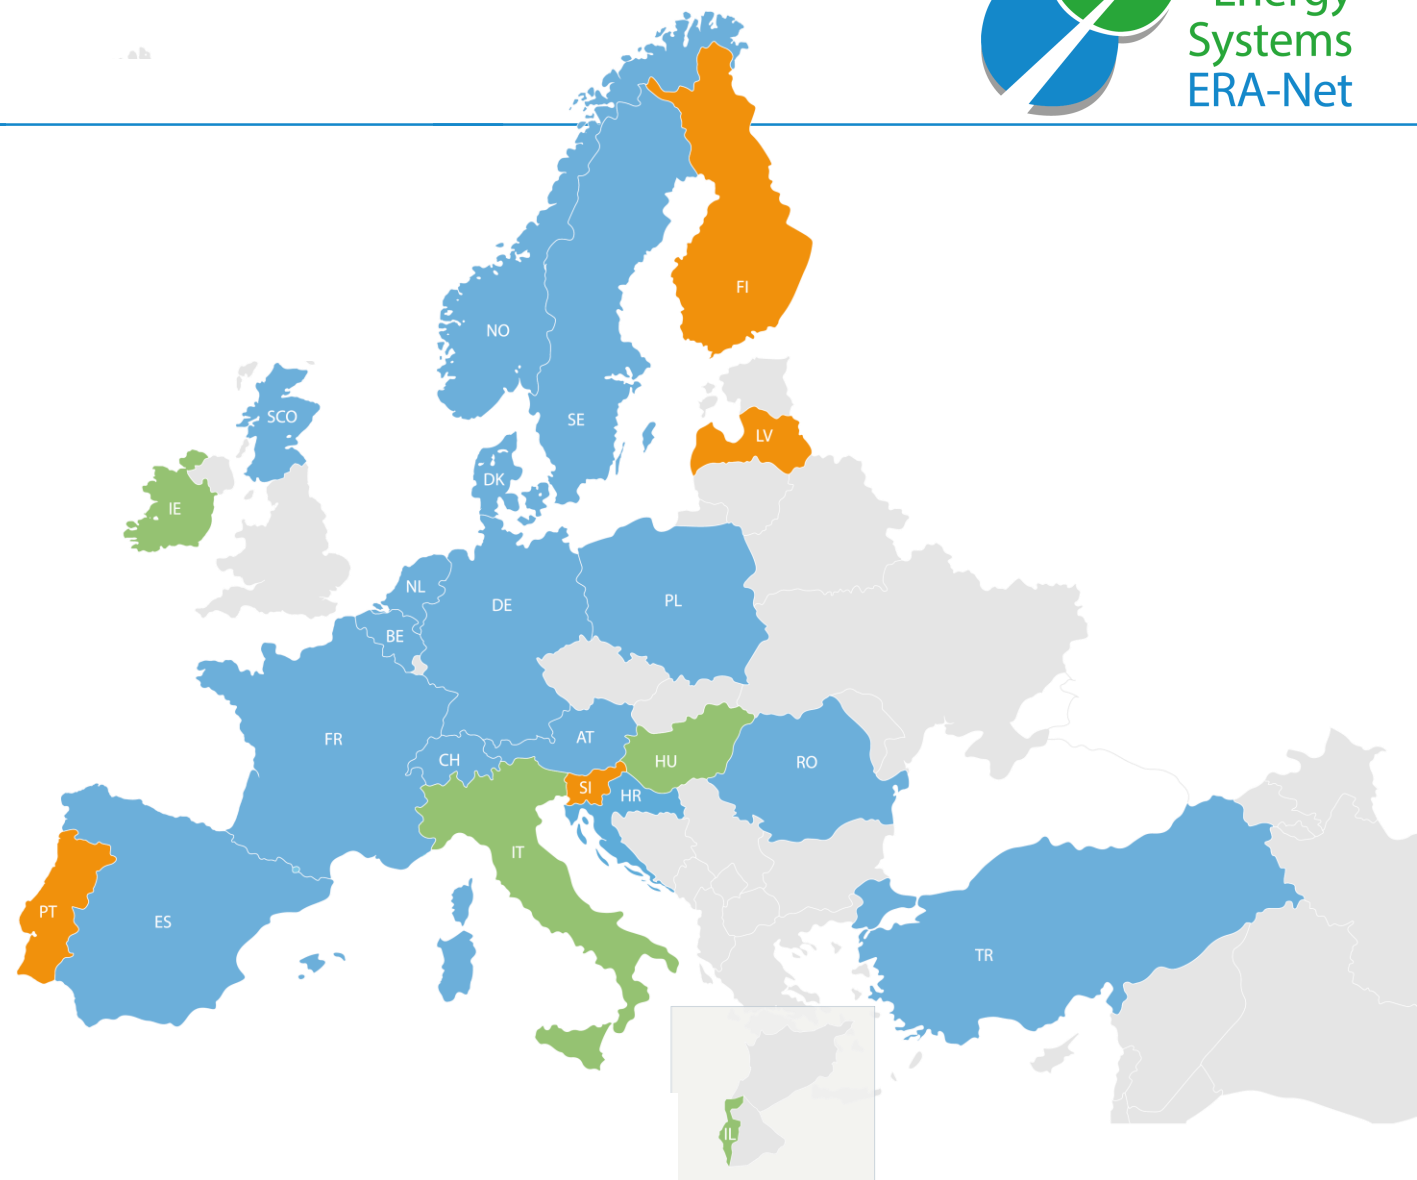 Energy
Systems
ERA-Net
FI
NO
SCO
SE
LV
DK
IE
NL
DE
PL
BE
FR
AT
CH
HU
RO
SI
HR
IT
PT
ES
TR
IL